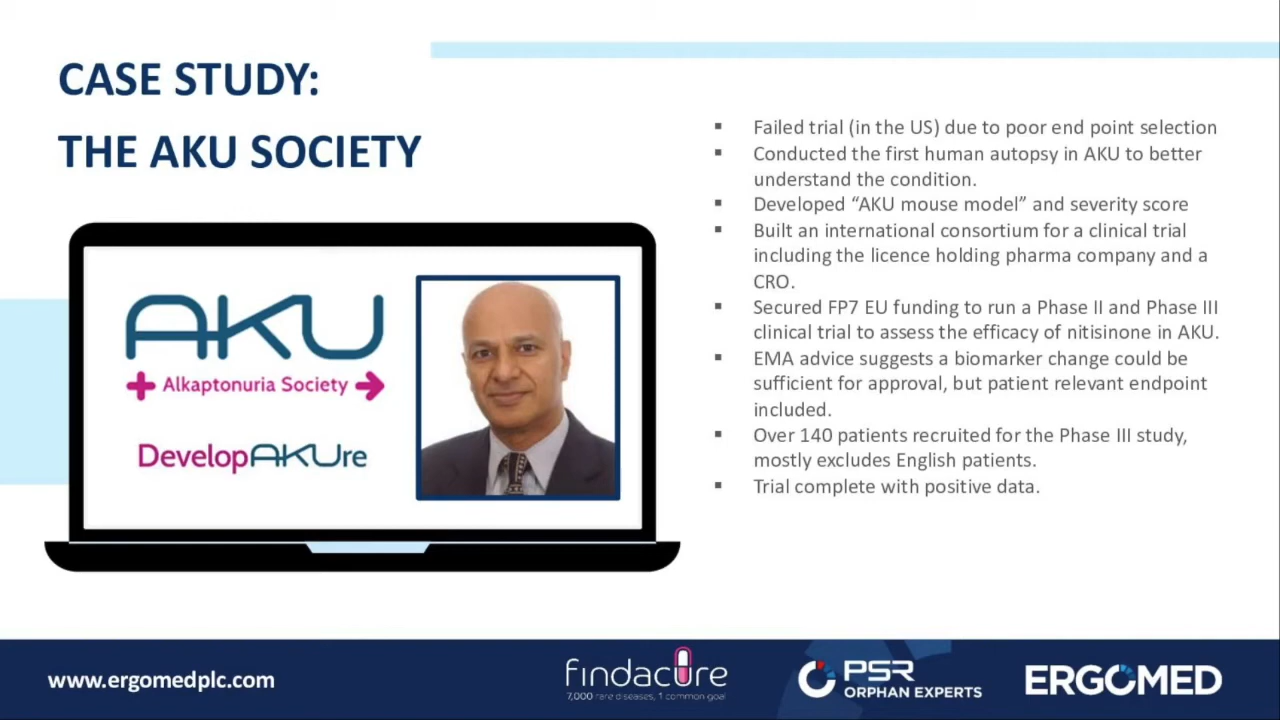 CASE STUDY:
THE AKU SOCIETY
AKU
Alkaptonuria Society
DevelopAKUre
▪ Failed trial (in the US) due to poor end point selection
▪ Conducted the first human autopsy in AKU to better
understand the condition.
▪ Developed “AKU mouse model” and severity score
▪ Built an international consortium for a clinical trial
including the licence holding pharma company and a
CRO.
▪ Secured FP7 EU funding to run a Phase II and Phase III
clinical trial to assess the efficacy of nitisinone in AKU.
▪ EMA advice suggests a biomarker change could be
sufficient for approval, but patient relevant endpoint
included.
▪ Over 140 patients recruited for the Phase III study,
mostly excludes English patients.
▪ Trial complete with positive data.
www.ergomedplc.com
findacure
7,000 rare diseases, 1 common goal
PSR
ORPHAN EXPERTS
ERGOMED